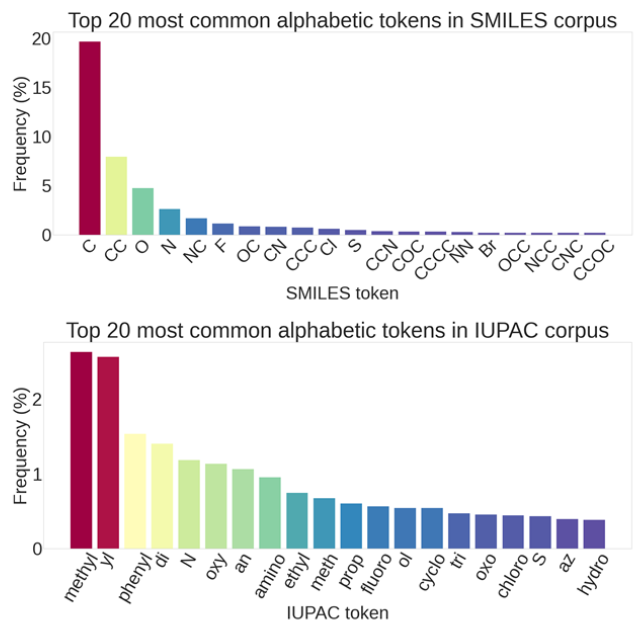 Top 20 most common alphabetic tokens in SMILES corpus
Frequency (%)
20
15
10
5
0
C CC O N NC F OC CN CCC Cl S CCN COC CCCC NN Br OCC NCC CNC CCOC
SMILES token
Top 20 most common alphabetic tokens in IUPAC corpus
Frequency (%)
2
1
0
methyl yl phenyl di N oxy an amino ethyl meth prop fluoro ol cyclo tri oxo chloro S az hydro
IUPAC token